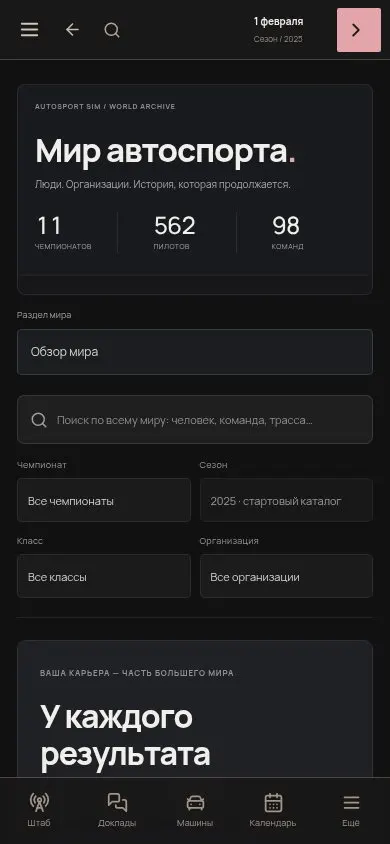 1 февраля
Сезон / 2025
AUTOSPORT SIM / WORLD ARCHIVE
Мир автоспорта.
Люди. Организации. История, которая продолжается.
11
562
98
ЧЕМПИОНАТОВ
ПИЛОТОВ
КОМАНД
Раздел мира
Обзор мира
Поиск по всему миру: человек, команда, трасса...
Чемпионат
Сезон
Все чемпионаты
2025 · стартовый каталог
Класс
Организация
Все классы
Все организации
ВАША КАРЬЕРА — ЧАСТЬ БОЛЬШЕГО МИРА
У каждого
результата
Штаб
Доклады
Машины
Календарь
Ещё